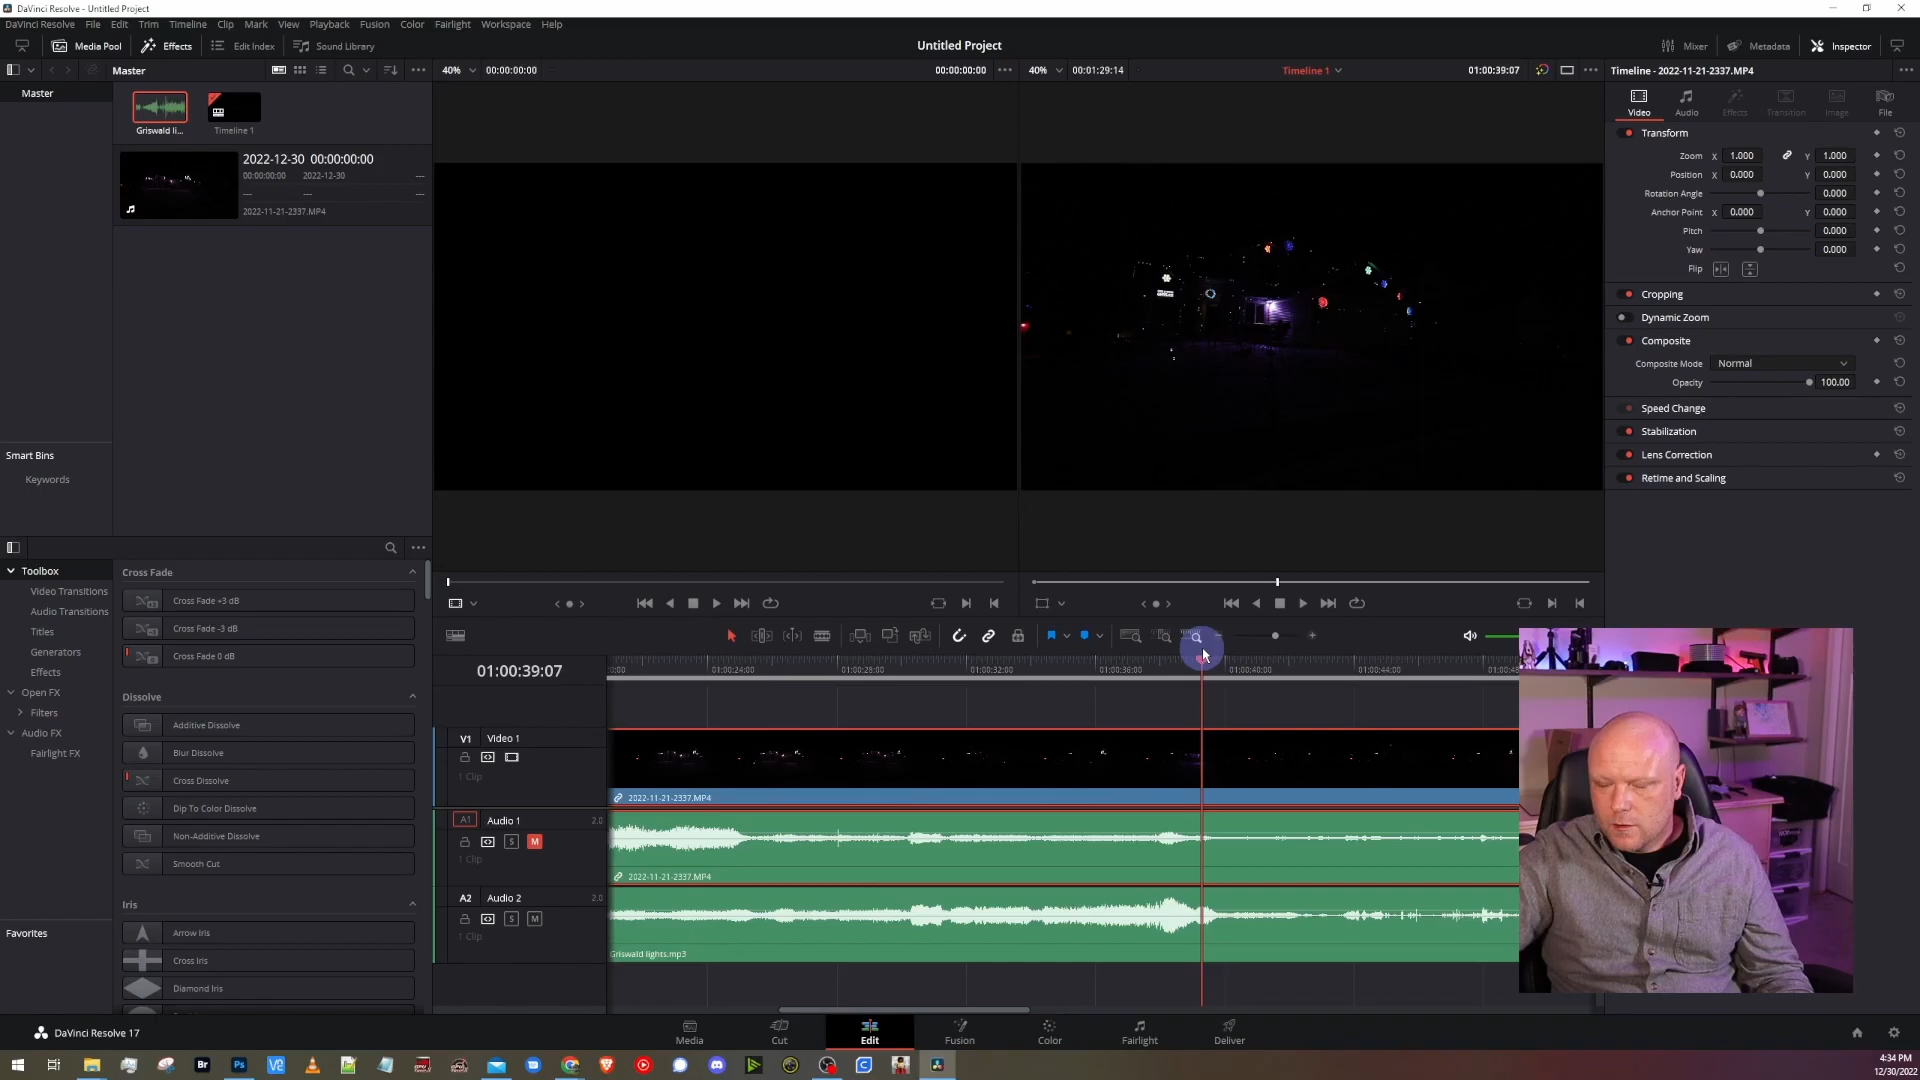 DaVinci Resolve - Untitled Project
DaVinci Resolve File Edit Trim Timeline Clip Mark View Playback Fusion Color Fairlight Workspace Help
Media Pool Effects Edit Index Sound Library Untitled Project Mixer Metadata Inspector
Master 40% 00:00:00:00 00:00:00:00 40% 00:01:29:14 Timeline 1 01:00:39:07 Timeline - 2022-11-21-2337.MP4
Master
Griswald li... Timeline 1
2022-12-30 00:00:00:00
00:00:00:00 2022-12-30
2022-11-21-2337.MP4
Video Audio Effects Transition Image File
Transform
Zoom X 1.000 Y 1.000
Position X 0.000 Y 0.000
Rotation Angle 0.000
Anchor Point X 0.000 Y 0.000
Pitch 0.000
Yaw 0.000
Flip
Cropping
Dynamic Zoom
Composite
Composite Mode Normal
Opacity 100.00
Speed Change
Stabilization
Lens Correction
Retime and Scaling
Smart Bins
Keywords
Toolbox
Video Transitions
Audio Transitions
Titles
Generators
Effects
Open FX
Filters
Audio FX
Fairlight FX
Favorites
Cross Fade
Cross Fade +3 dB
Cross Fade -3 dB
Cross Fade 0 dB
Dissolve
Additive Dissolve
Blur Dissolve
Cross Dissolve
Dip To Color Dissolve
Non-Additive Dissolve
Smooth Cut
Iris
Arrow Iris
Cross Iris
Diamond Iris
01:00:39:07
01:00:24:00 01:00:28:00 01:00:32:00 01:00:36:00 01:00:40:00 01:00:44:00
V1 Video 1
1 Clip
2022-11-21-2337.MP4
A1 Audio 1 2.0
S M
1 Clip
2022-11-21-2337.MP4
A2 Audio 2 2.0
S M
1 Clip
Griswald lights.mp3
DaVinci Resolve 17
Media Cut Edit Fusion Color Fairlight Deliver
Br Ps
4:34 PM
12/30/2022